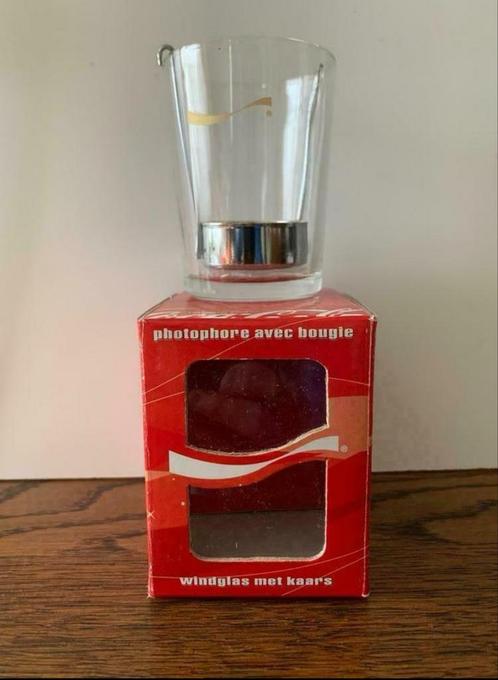 photophore avec bougie
®
windglas met kaars